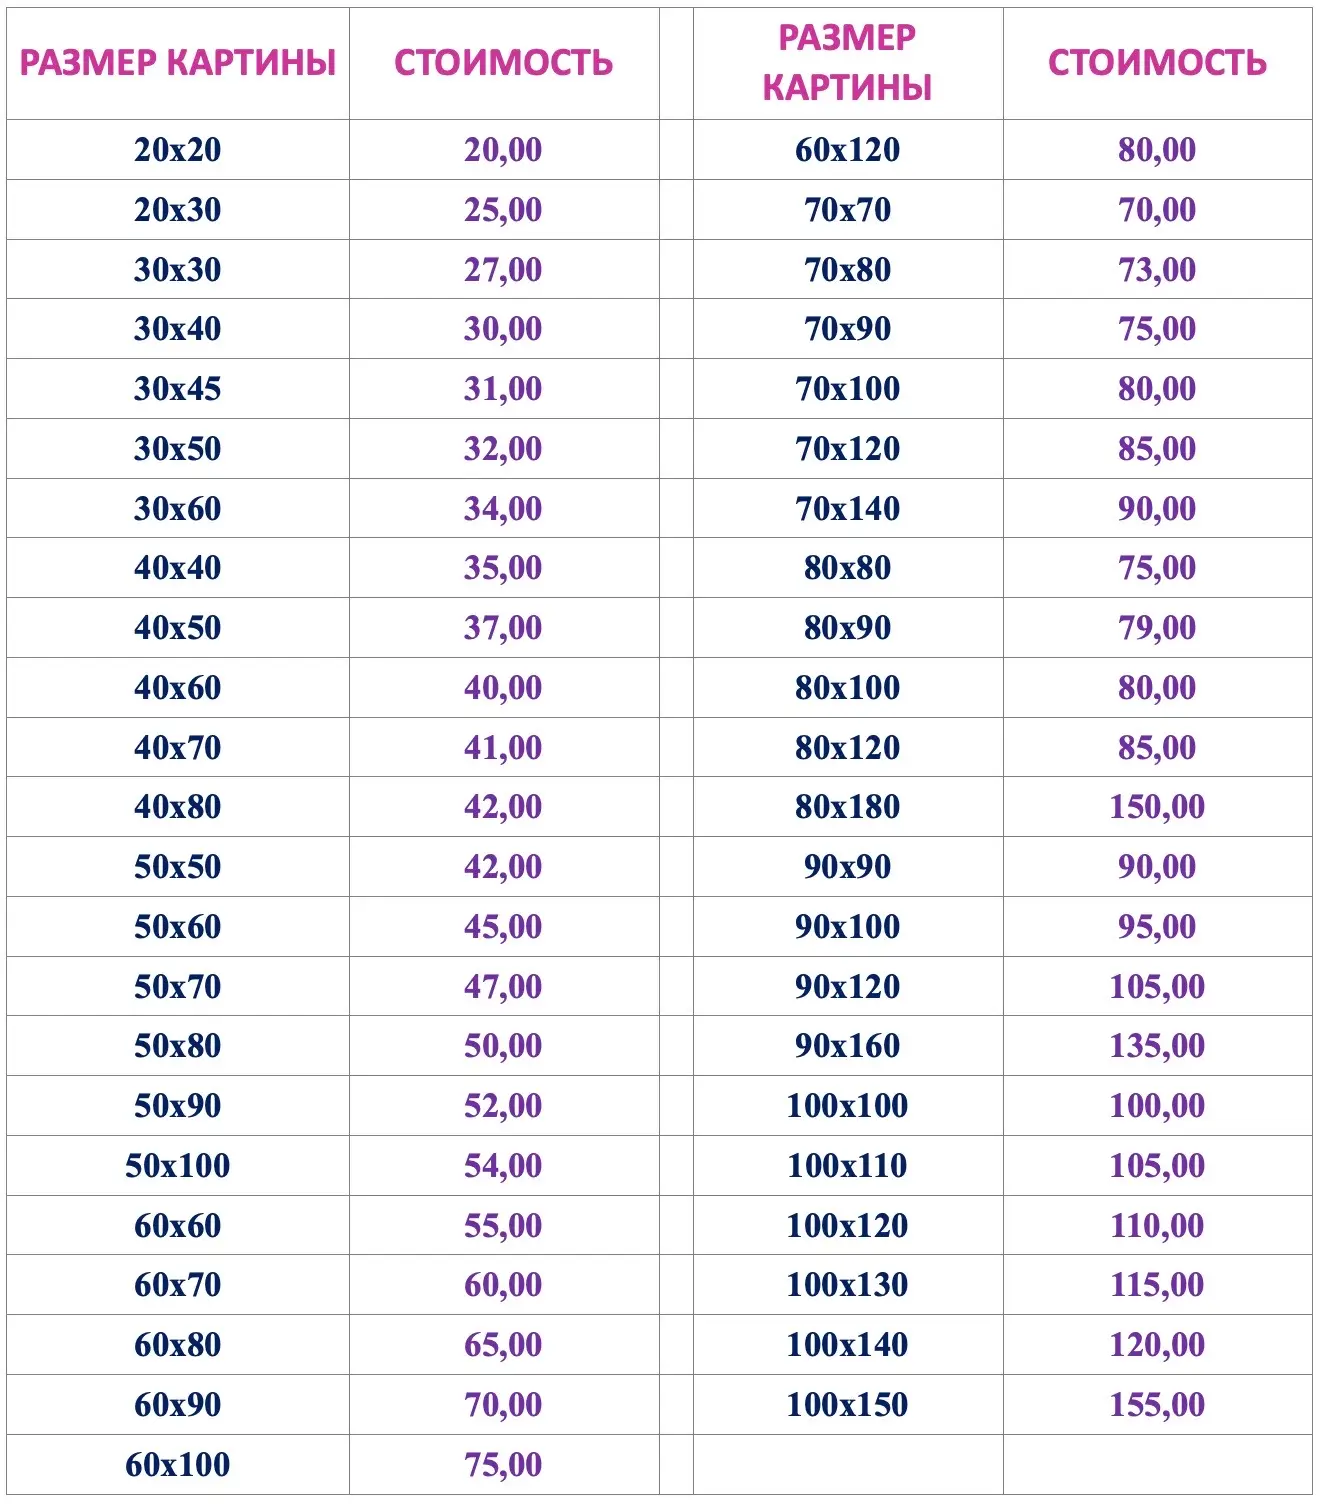 РАЗМЕР КАРТИНЫ СТОИМОСТЬ РАЗМЕР КАРТИНЫ СТОИМОСТЬ
20x20 20,00 60x120 80,00
20x30 25,00 70x70 70,00
30x30 27,00 70x80 73,00
30x40 30,00 70x90 75,00
30x45 31,00 70x100 80,00
30x50 32,00 70x120 85,00
30x60 34,00 70x140 90,00
40x40 35,00 80x80 75,00
40x50 37,00 80x90 79,00
40x60 40,00 80x100 80,00
40x70 41,00 80x120 85,00
40x80 42,00 80x180 150,00
50x50 42,00 90x90 90,00
50x60 45,00 90x100 95,00
50x70 47,00 90x120 105,00
50x80 50,00 90x160 135,00
50x90 52,00 100x100 100,00
50x100 54,00 100x110 105,00
60x60 55,00 100x120 110,00
60x70 60,00 100x130 115,00
60x80 65,00 100x140 120,00
60x90 70,00 100x150 155,00
60x100 75,00